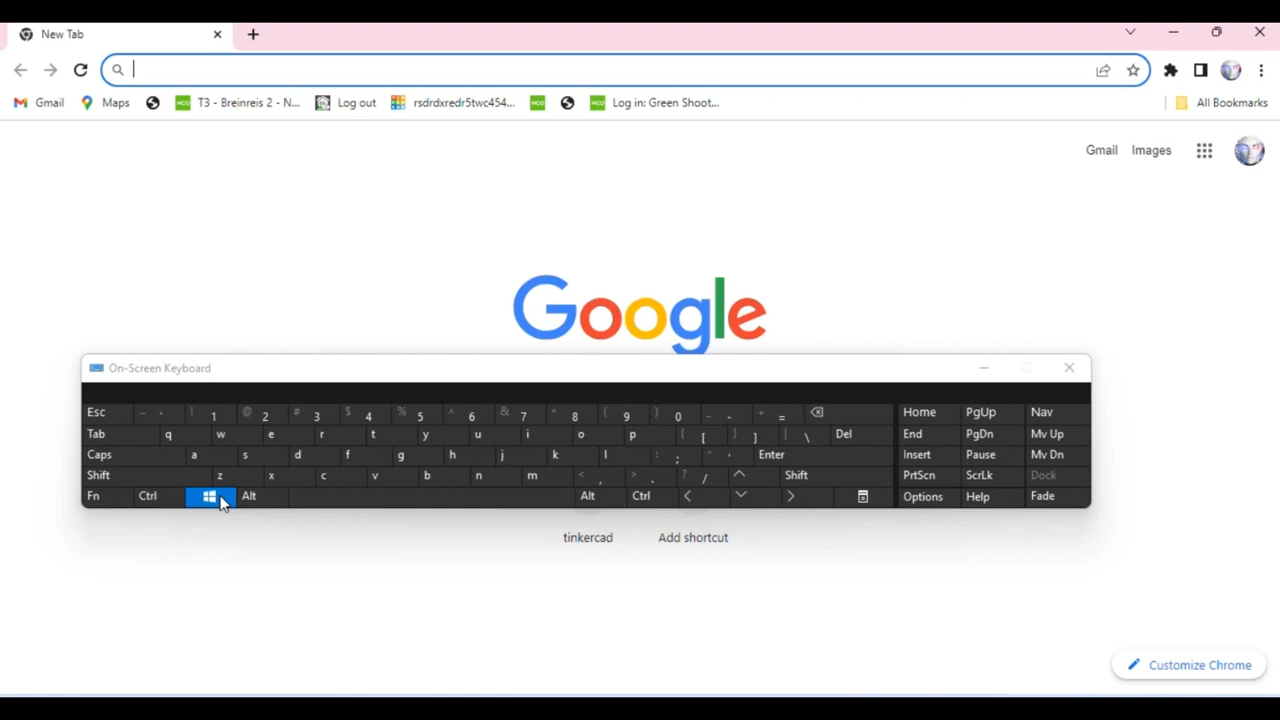 New Tab
Gmail Maps T3 - Breinreis 2 - N... Log out rsdrdxredr5twc454... HCO Log in: Green Shoot... All Bookmarks
Gmail Images
Google
On-Screen Keyboard
Esc ~ ` ! 1 @ 2 # 3 $ 4 % 5 ^ 6 & 7 * 8 ( 9 ) 0 _ - + = Home PgUp Nav
Tab q w e r t y u i o p { [ } ] | \ Del End PgDn Mv Up
Caps a s d f g h j k l : ; " ' Enter Insert Pause Mv Dn
Shift z x c v b n m < , > . ? / Shift PrtScn ScrLk Dock
Fn Ctrl Alt Alt Ctrl Options Help Fade
tinkercad Add shortcut
Customize Chrome